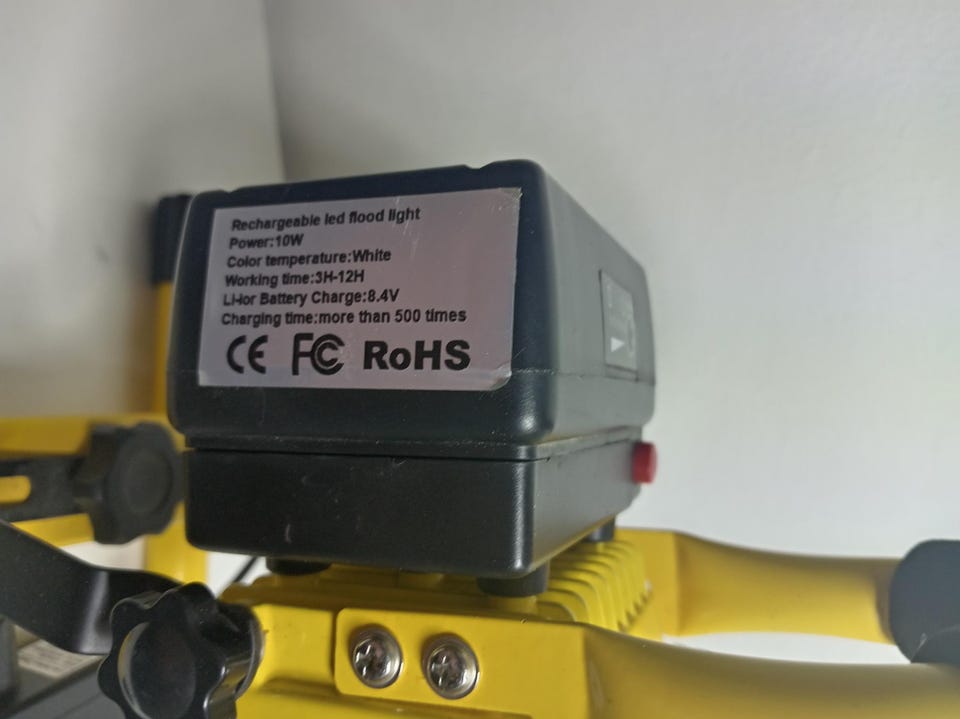 Rechargeable led flood light
Power:10W
Color temperature:White
Working time:3H-12H
Li-ior Battery Charge:8.4V
Charging time:more than 500 times
CE FC RoHS